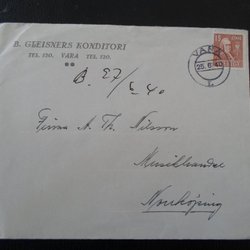 B. GLEISNERS KONDITORI
TEL. 120. VARA TEL. 120.
VARA
25.6.40
B. 27/6 40
Firma A. Th. Nilsson
Musikhandel
Norrköping